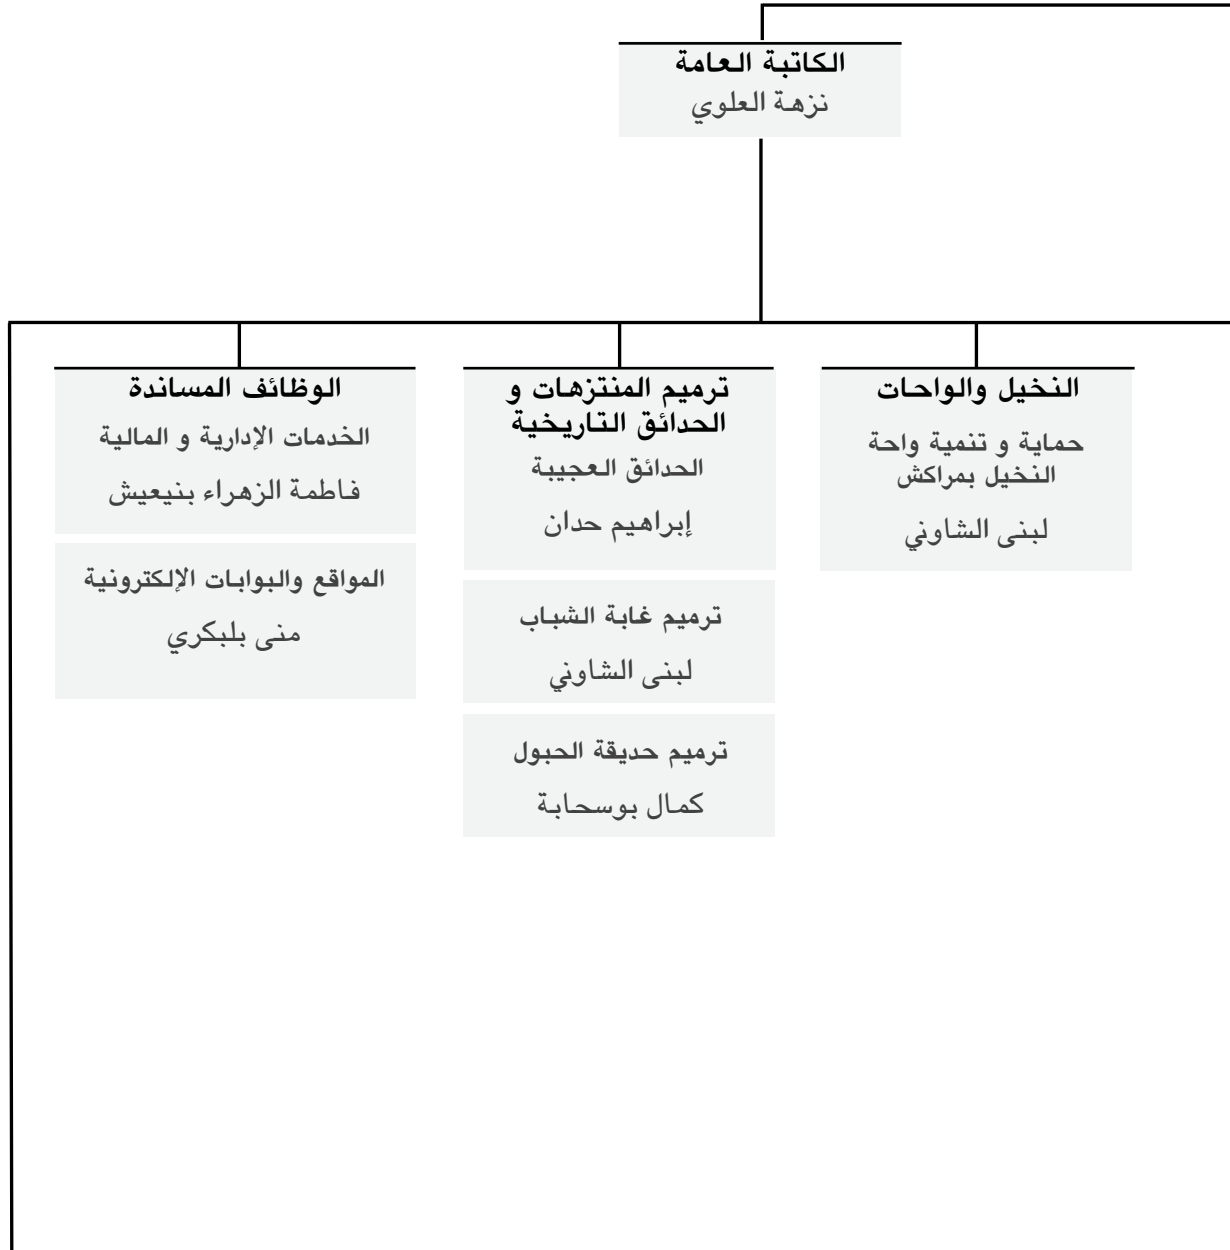 الكاتبة العامة
نزهة العلوي
النخيل والواحات
حماية و تنمية واحة
النخيل بمراكش
لبنى الشاوني
ترميم المنتزهات و
الحدائق التاريخية
الحدائق العجيبة
إبراهيم حدان
ترميم غابة الشباب
لبنى الشاوني
ترميم حديقة الحبول
كمال بوسحابة
الوظائف المساندة
الخدمات الإدارية و المالية
فاطمة الزهراء بنيعيش
المواقع والبوابات الإلكترونية
منى بلبكري